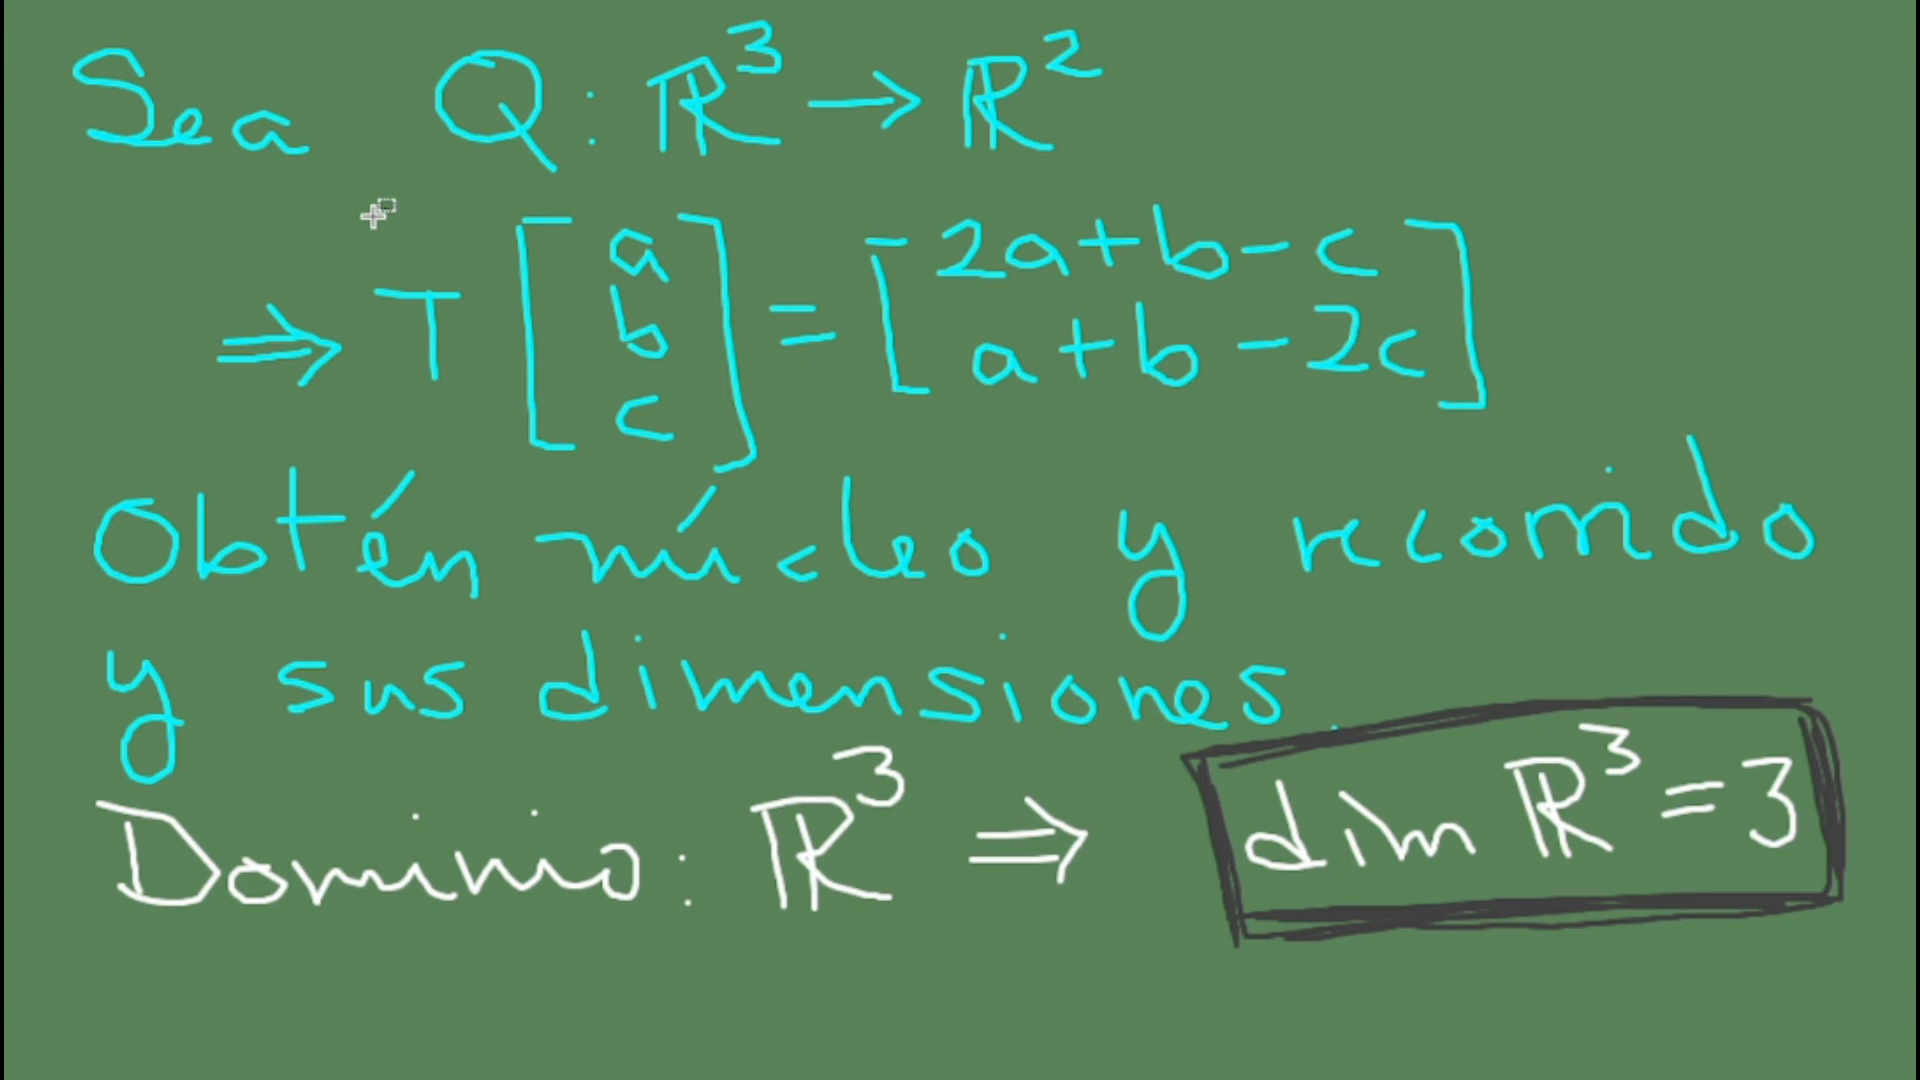 Sea Q: ℝ³ → ℝ²
⇒ T [a b c] = [2a+b-c
a+b-2c]
Obtén núcleo y recorrido
y sus dimensiones.
Dominio: ℝ³ ⇒ dim ℝ³ = 3